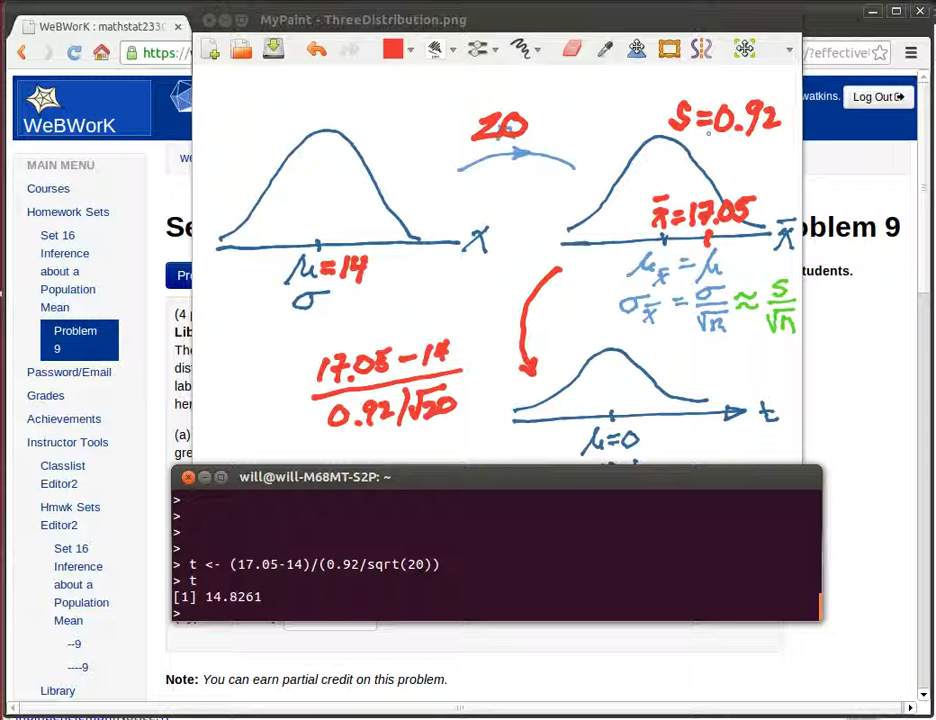 WeBWorK : mathstat233
MyPaint - ThreeDistribution.png
https://
?effective
WeBWorK
we
watkins.
Log Out
MAIN MENU
Courses
Homework Sets
Set 16
Inference
about a
Population
Mean
Problem
9
Password/Email
Grades
Achievements
Instructor Tools
Classlist
Editor2
Hmwk Sets
Editor2
Set 16
Inference
about a
Population
Mean
--9
----9
Library
Se
oblem 9
Pr
tudents.
(4 p
Lib
The
dis
lab
her
(a)
gre
20
s=0.92
x
μ=14
σ
x̄=17.05
x̄
μx̄ = μ
σx̄ = σ/√n ≈ s/√n
17.05-14
0.92/√20
t
μ=0
will@will-M68MT-S2P: ~
>
>
>
>
> t <- (17.05-14)/(0.92/sqrt(20))
> t
[1] 14.8261
>
Note: You can earn partial credit on this problem.